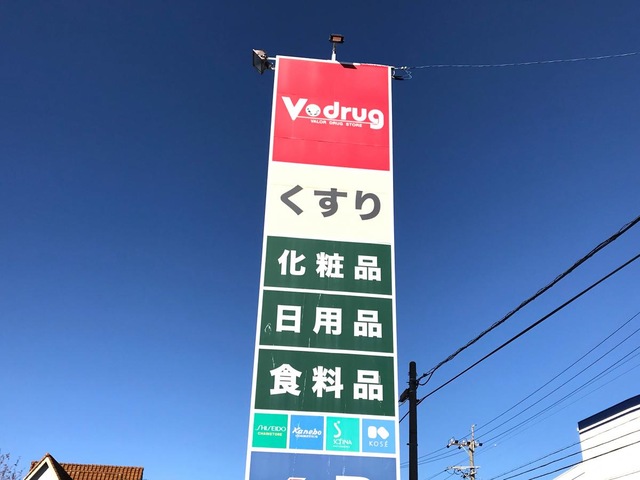 V♥drug
VALOR DRUG STORE
くすり
化粧品
日用品
食料品
SHISEIDO
Kanebo
SOFINA
KOSÉ